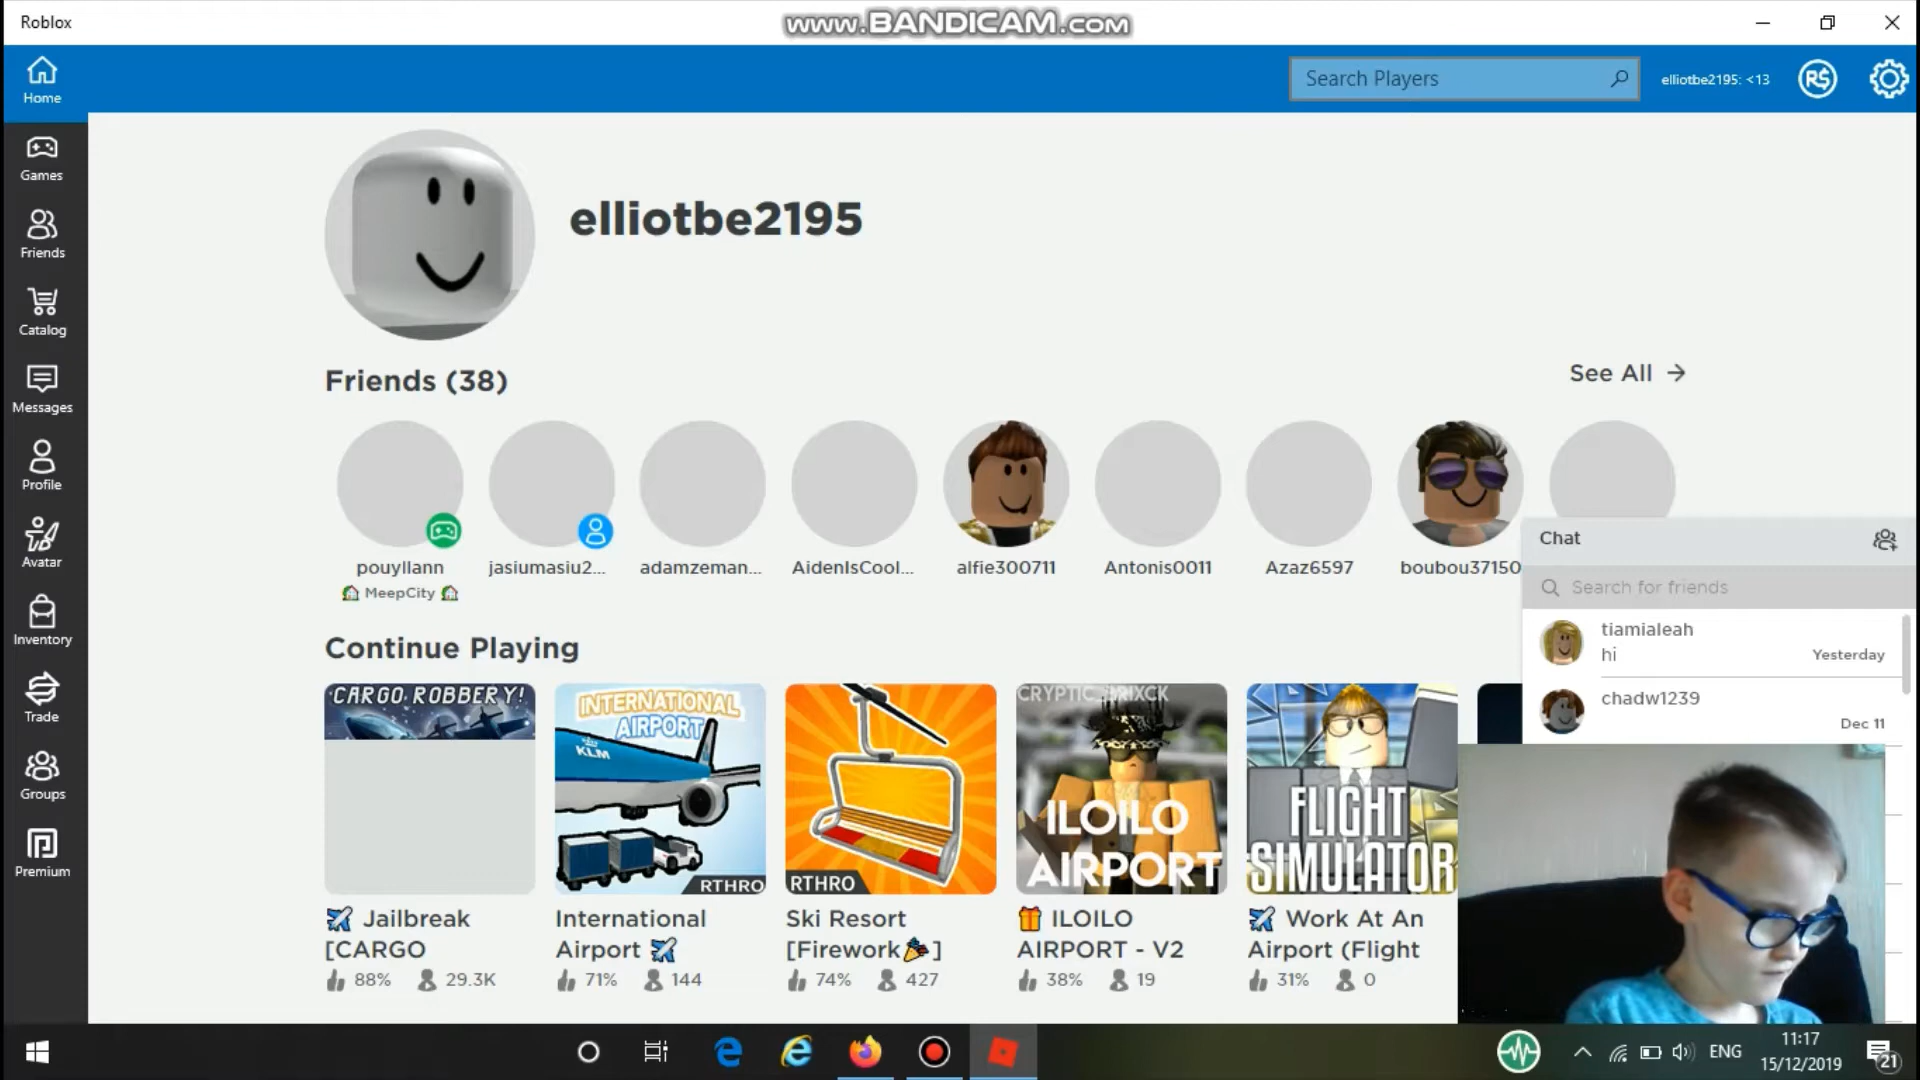 Roblox
www.BANDICAM.com
Home
Search Players
elliotbe2195: <13
R$
Games
Friends
Catalog
Messages
Profile
Avatar
Inventory
Trade
Groups
Premium
elliotbe2195
Friends (38)
See All
pouyllann
jasiumasiu2...
adamzeman...
AidenIsCool...
alfie300711
Antonis0011
Azaz6597
boubou37150
MeepCity
Chat
Search for friends
tiamialeah
hi
Yesterday
chadw1239
Dec 11
Continue Playing
CARGO ROBBERY!
INTERNATIONAL
AIRPORT
KLM
RTHRO
RTHRO
ILOILO
AIRPORT
FLIGHT
SIMULATOR
Jailbreak
[CARGO
88%
29.3K
International
Airport
71%
144
Ski Resort
[Firework]
74%
427
ILOILO
AIRPORT - V2
38%
19
Work At An
Airport (Flight
31%
0
ENG
11:17
15/12/2019
21